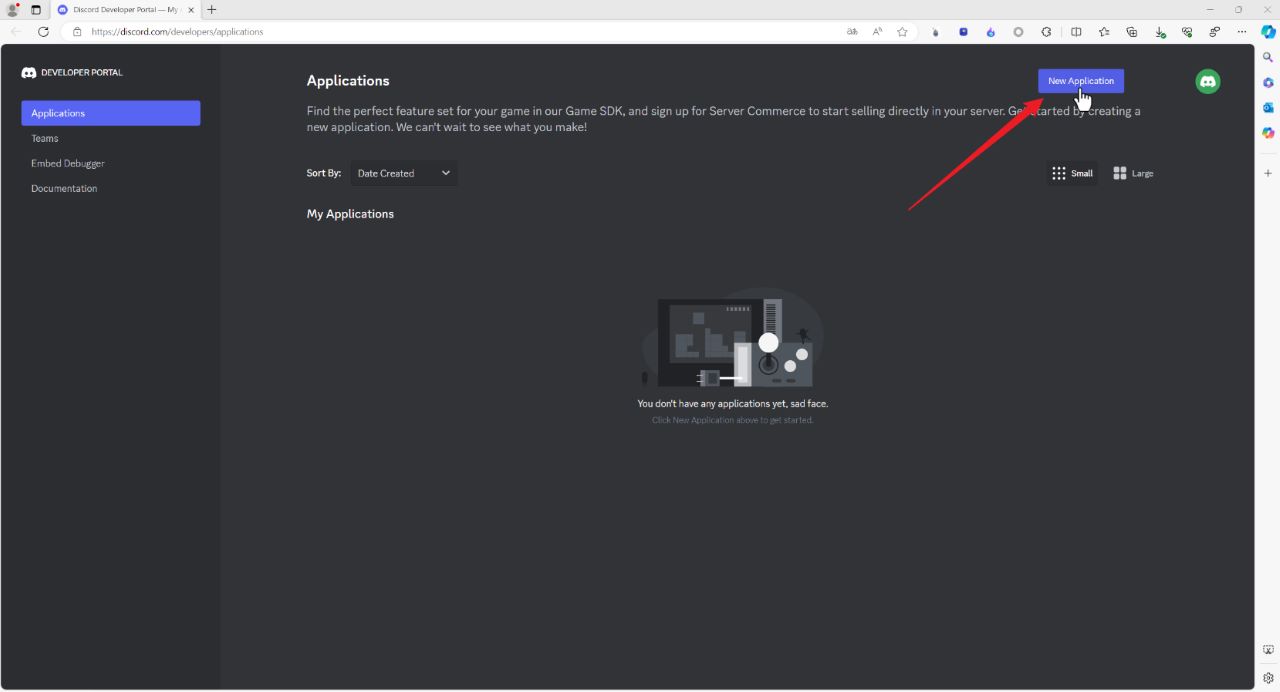 Discord Developer Portal — My
https://discord.com/developers/applications
DEVELOPER PORTAL
Applications
Teams
Embed Debugger
Documentation
Applications
New Application
Find the perfect feature set for your game in our Game SDK, and sign up for Server Commerce to start selling directly in your server. Get started by creating a
new application. We can't wait to see what you make!
Sort By:
Date Created
Small
Large
My Applications
You don't have any applications yet, sad face.
Click New Application above to get started.